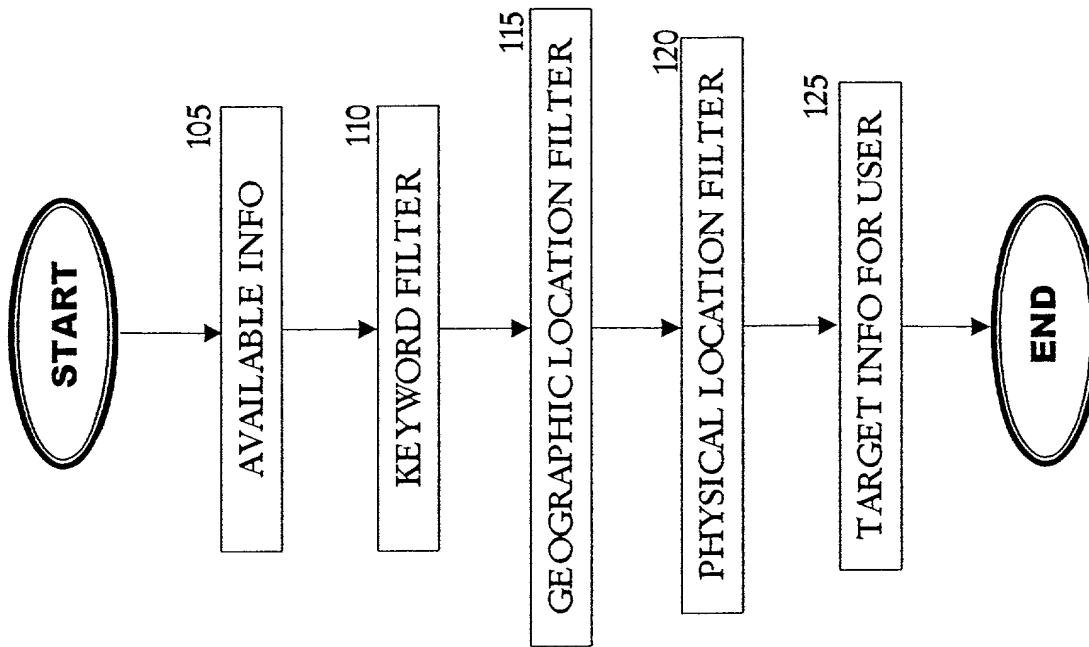 START
105
AVAILABLE INFO
110
KEYWORD FILTER
115
GEOGRAPHIC LOCATION FILTER
120
PHYSICAL LOCATION FILTER
125
TARGET INFO FOR USER
END